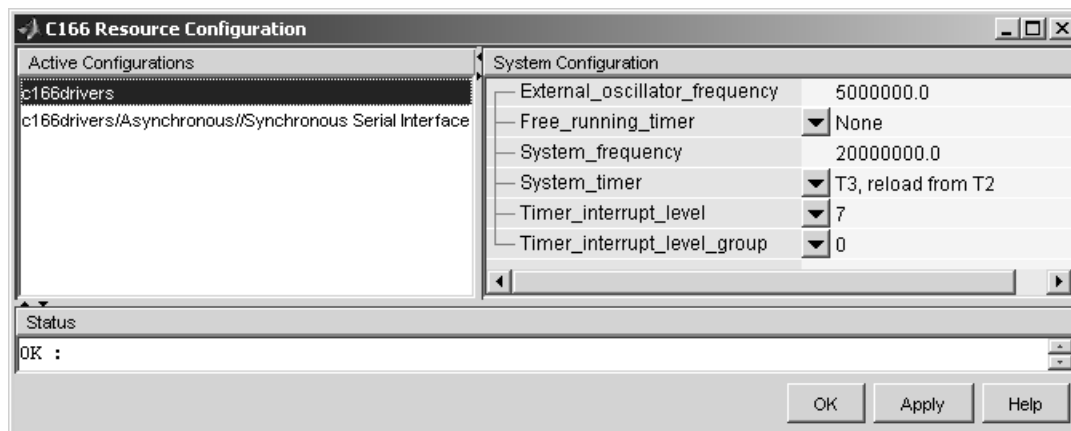 C166 Resource Configuration
Active Configurations
c166drivers
c166drivers/Asynchronous//Synchronous Serial Interface
System Configuration
External_oscillator_frequency 5000000.0
Free_running_timer None
System_frequency 20000000.0
System_timer T3, reload from T2
Timer_interrupt_level 7
Timer_interrupt_level_group 0
Status
OK :
OK Apply Help